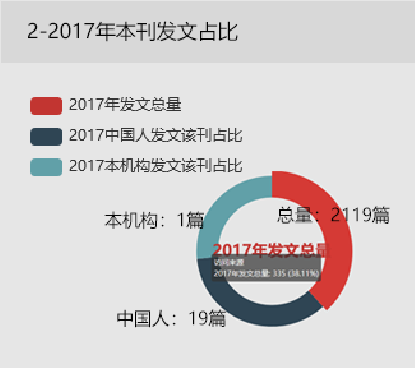 2-2017年本刊发文占比
2017年发文总量
2017中国人发文该刊占比
2017本机构发文该刊占比
总量：2119篇
本机构：1篇
2017年发文总量
访问来源
2017年发文总量: 335 (38.11%)
中国人：19篇